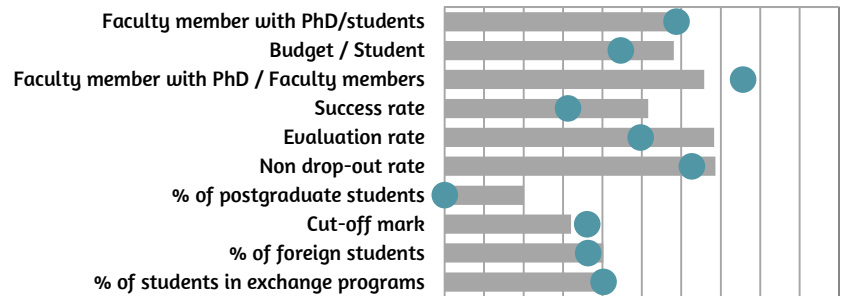 Faculty member with PhD/students
Budget / Student
Faculty member with PhD / Faculty members
Success rate
Evaluation rate
Non drop-out rate
% of postgraduate students
Cut-off mark
% of foreign students
% of students in exchange programs